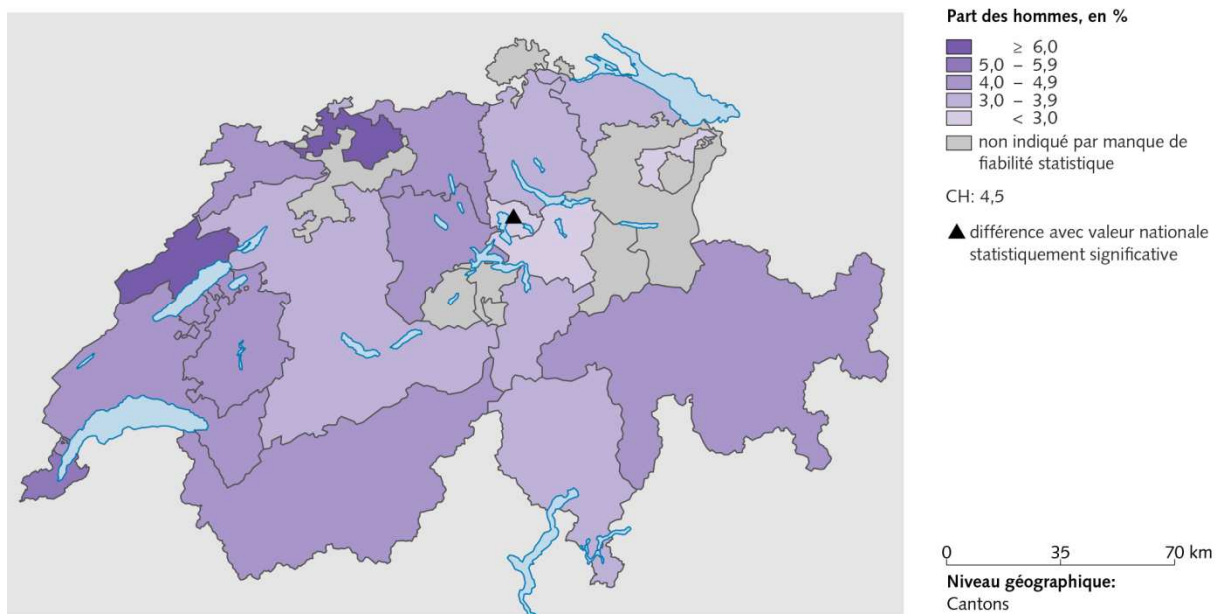 Part des hommes, en %
≥ 6,0
5,0 – 5,9
4,0 – 4,9
3,0 – 3,9
< 3,0
non indiqué par manque de
fiabilité statistique
CH: 4,5
▲ différence avec valeur nationale
statistiquement significative
0 35 70 km
Niveau géographique:
Cantons